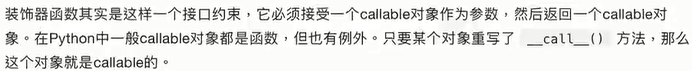 装饰器函数其实是这样一个接口约束，它必须接受一个callable对象作为参数，然后返回一个callable对
象。在Python中一般callable对象都是函数，但也有例外。只要某个对象重写了 __call__() 方法，那么
这个对象就是callable的。